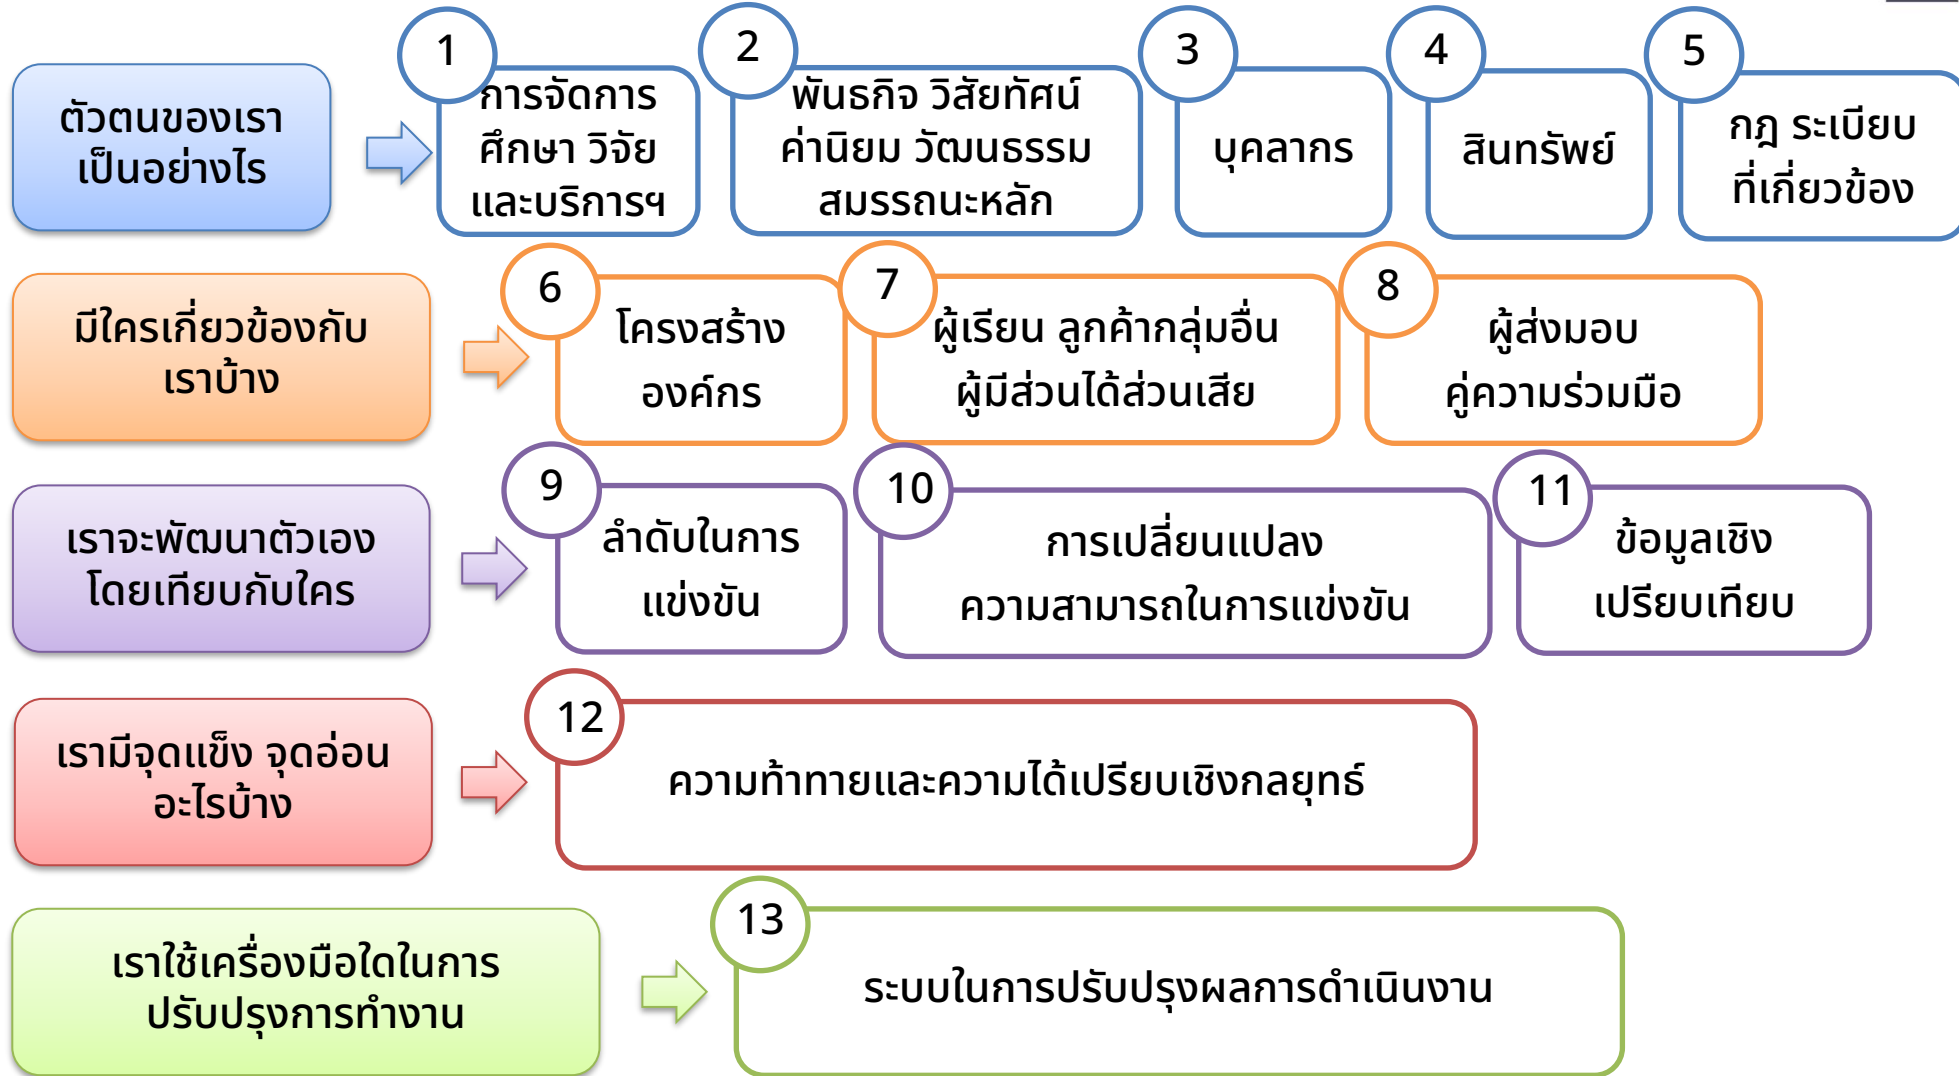 ตัวตนของเรา
เป็นอย่างไร
1
การจัดการ
ศึกษา วิจัย
และบริการฯ
2
พันธกิจ วิสัยทัศน์
ค่านิยม วัฒนธรรม
สมรรถนะหลัก
3
บุคลากร
4
สินทรัพย์
5
กฎ ระเบียบ
ที่เกี่ยวข้อง
มีใครเกี่ยวข้องกับ
เราบ้าง
6
โครงสร้าง
องค์กร
7
ผู้เรียน ลูกค้ากลุ่มอื่น
ผู้มีส่วนได้ส่วนเสีย
8
ผู้ส่งมอบ
คู่ความร่วมมือ
เราจะพัฒนาตัวเอง
โดยเทียบกับใคร
9
ลำดับในการ
แข่งขัน
10
การเปลี่ยนแปลง
ความสามารถในการแข่งขัน
11
ข้อมูลเชิง
เปรียบเทียบ
เรามีจุดแข็ง จุดอ่อน
อะไรบ้าง
12
ความท้าทายและความได้เปรียบเชิงกลยุทธ์
เราใช้เครื่องมือใดในการ
ปรับปรุงการทำงาน
13
ระบบในการปรับปรุงผลการดำเนินงาน